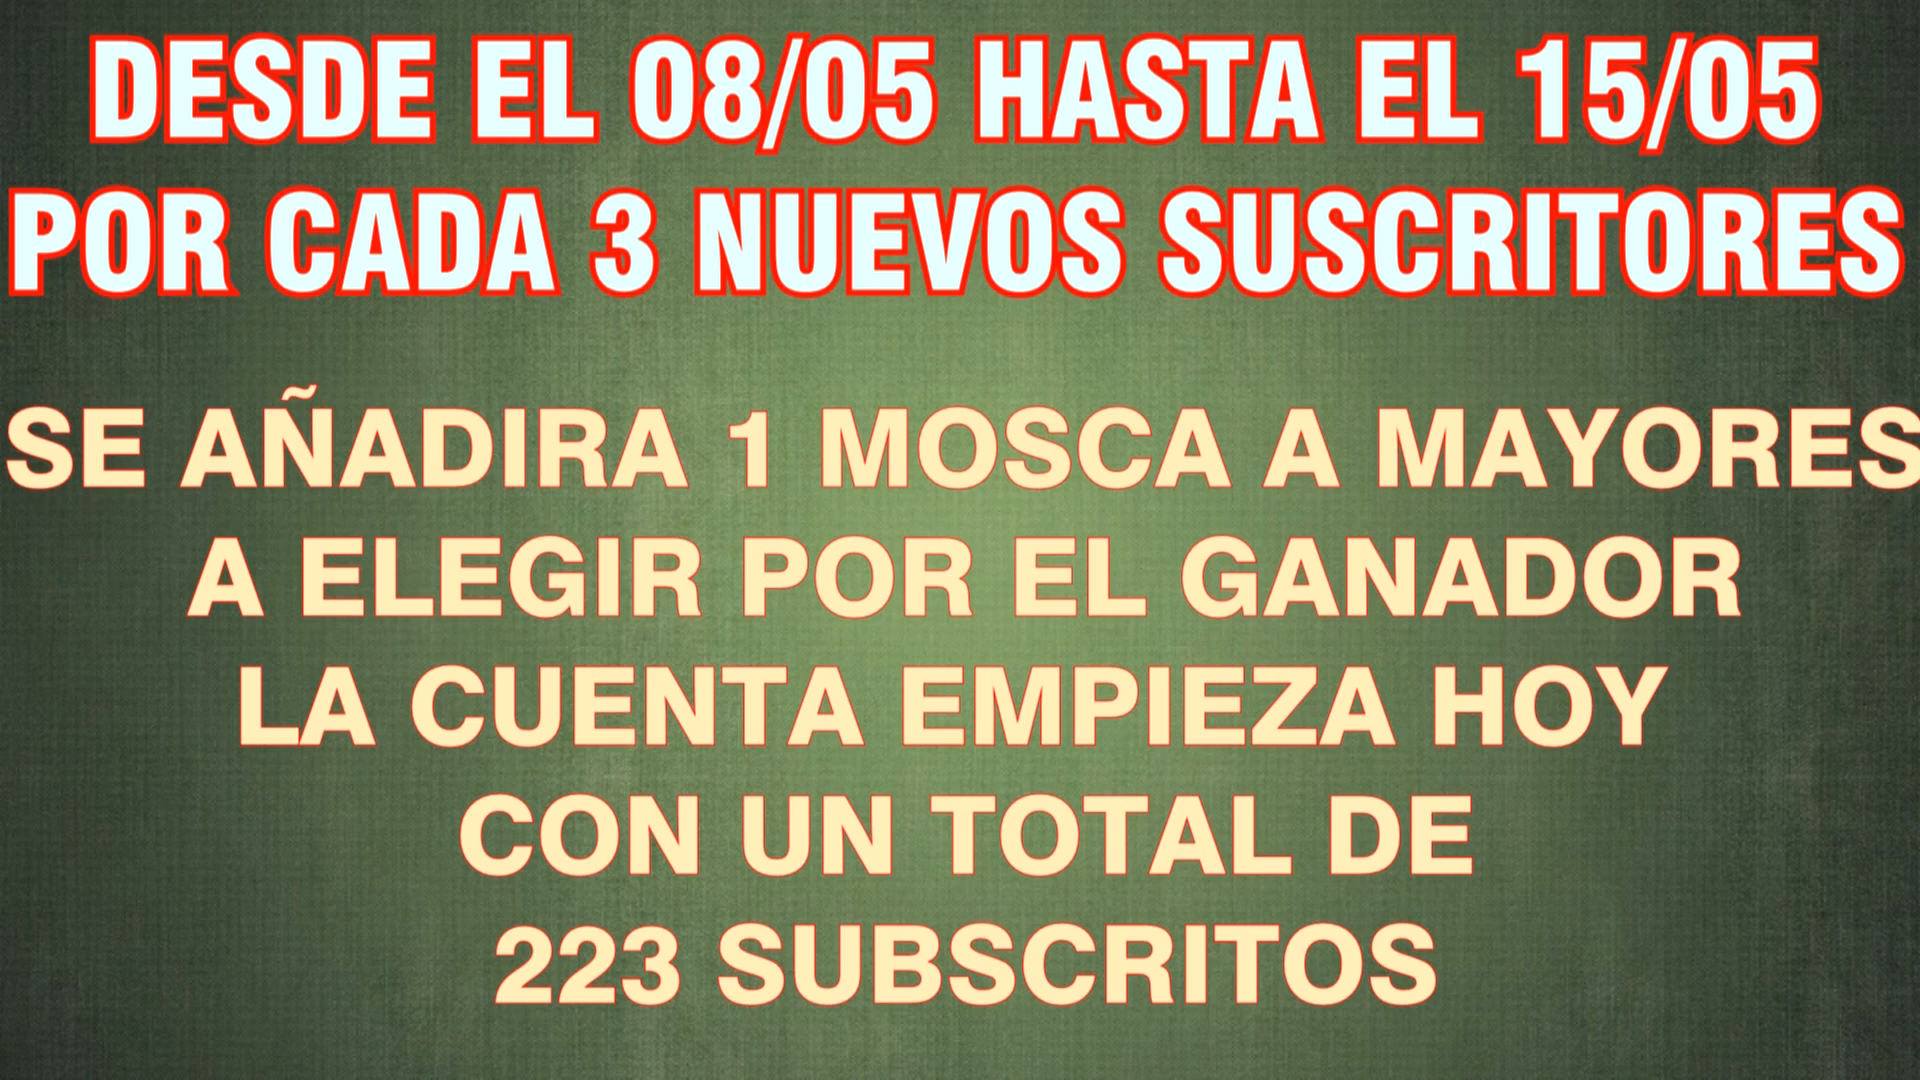 DESDE EL 08/05 HASTA EL 15/05
POR CADA 3 NUEVOS SUSCRITORES
SE AÑADIRA 1 MOSCA A MAYORES
A ELEGIR POR EL GANADOR
LA CUENTA EMPIEZA HOY
CON UN TOTAL DE
223 SUBSCRITOS